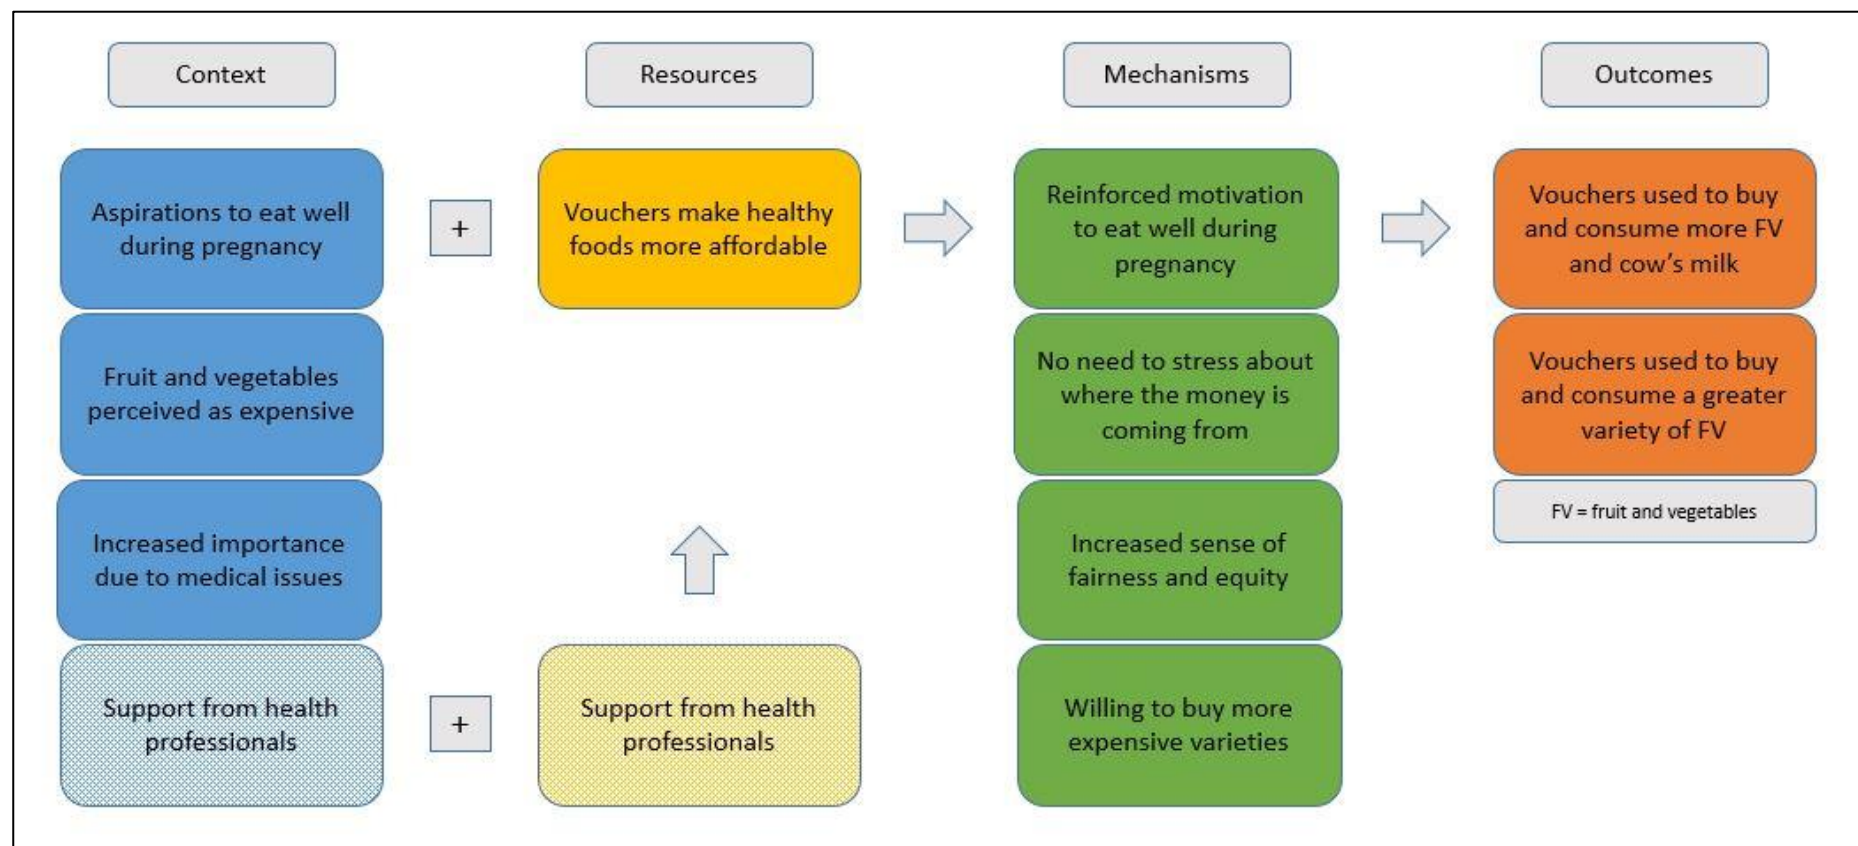 Context
Resources
Mechanisms
Outcomes
Aspirations to eat well
during pregnancy
+
Vouchers make healthy
foods more affordable
Reinforced motivation
to eat well during
pregnancy
Vouchers used to buy
and consume more FV
and cow’s milk
Fruit and vegetables
perceived as expensive
No need to stress about
where the money is
coming from
Vouchers used to buy
and consume a greater
variety of FV
Increased importance
due to medical issues
Increased sense of
fairness and equity
FV = fruit and vegetables
Support from health
professionals
+
Support from health
professionals
Willing to buy more
expensive varieties